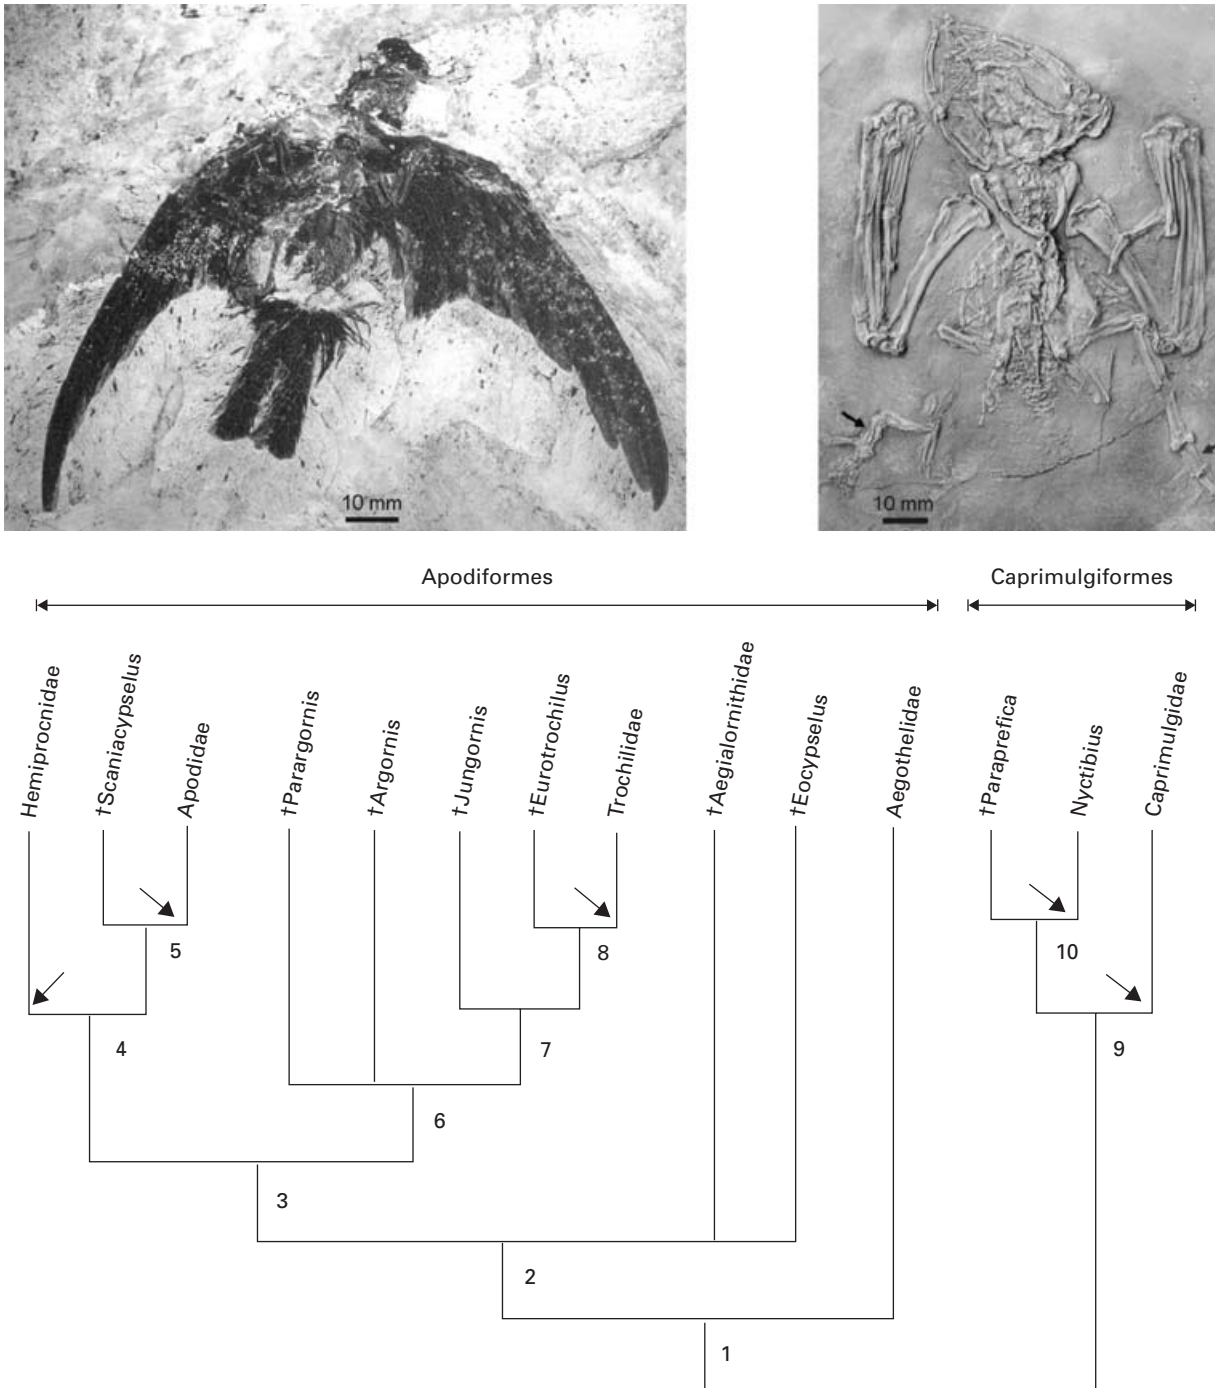 10 mm
10 mm
Apodiformes
Caprimulgiformes
Hemiprocnidae
†Scaniacypselus
Apodidae
†Parargornis
†Argornis
†Jungornis
†Eurotrochilus
Trochilidae
†Aegialornithidae
†Eocypselus
Aegothelidae
†Paraprefica
Nyctibius
Caprimulgidae
5
8
10
4
7
9
6
3
2
1